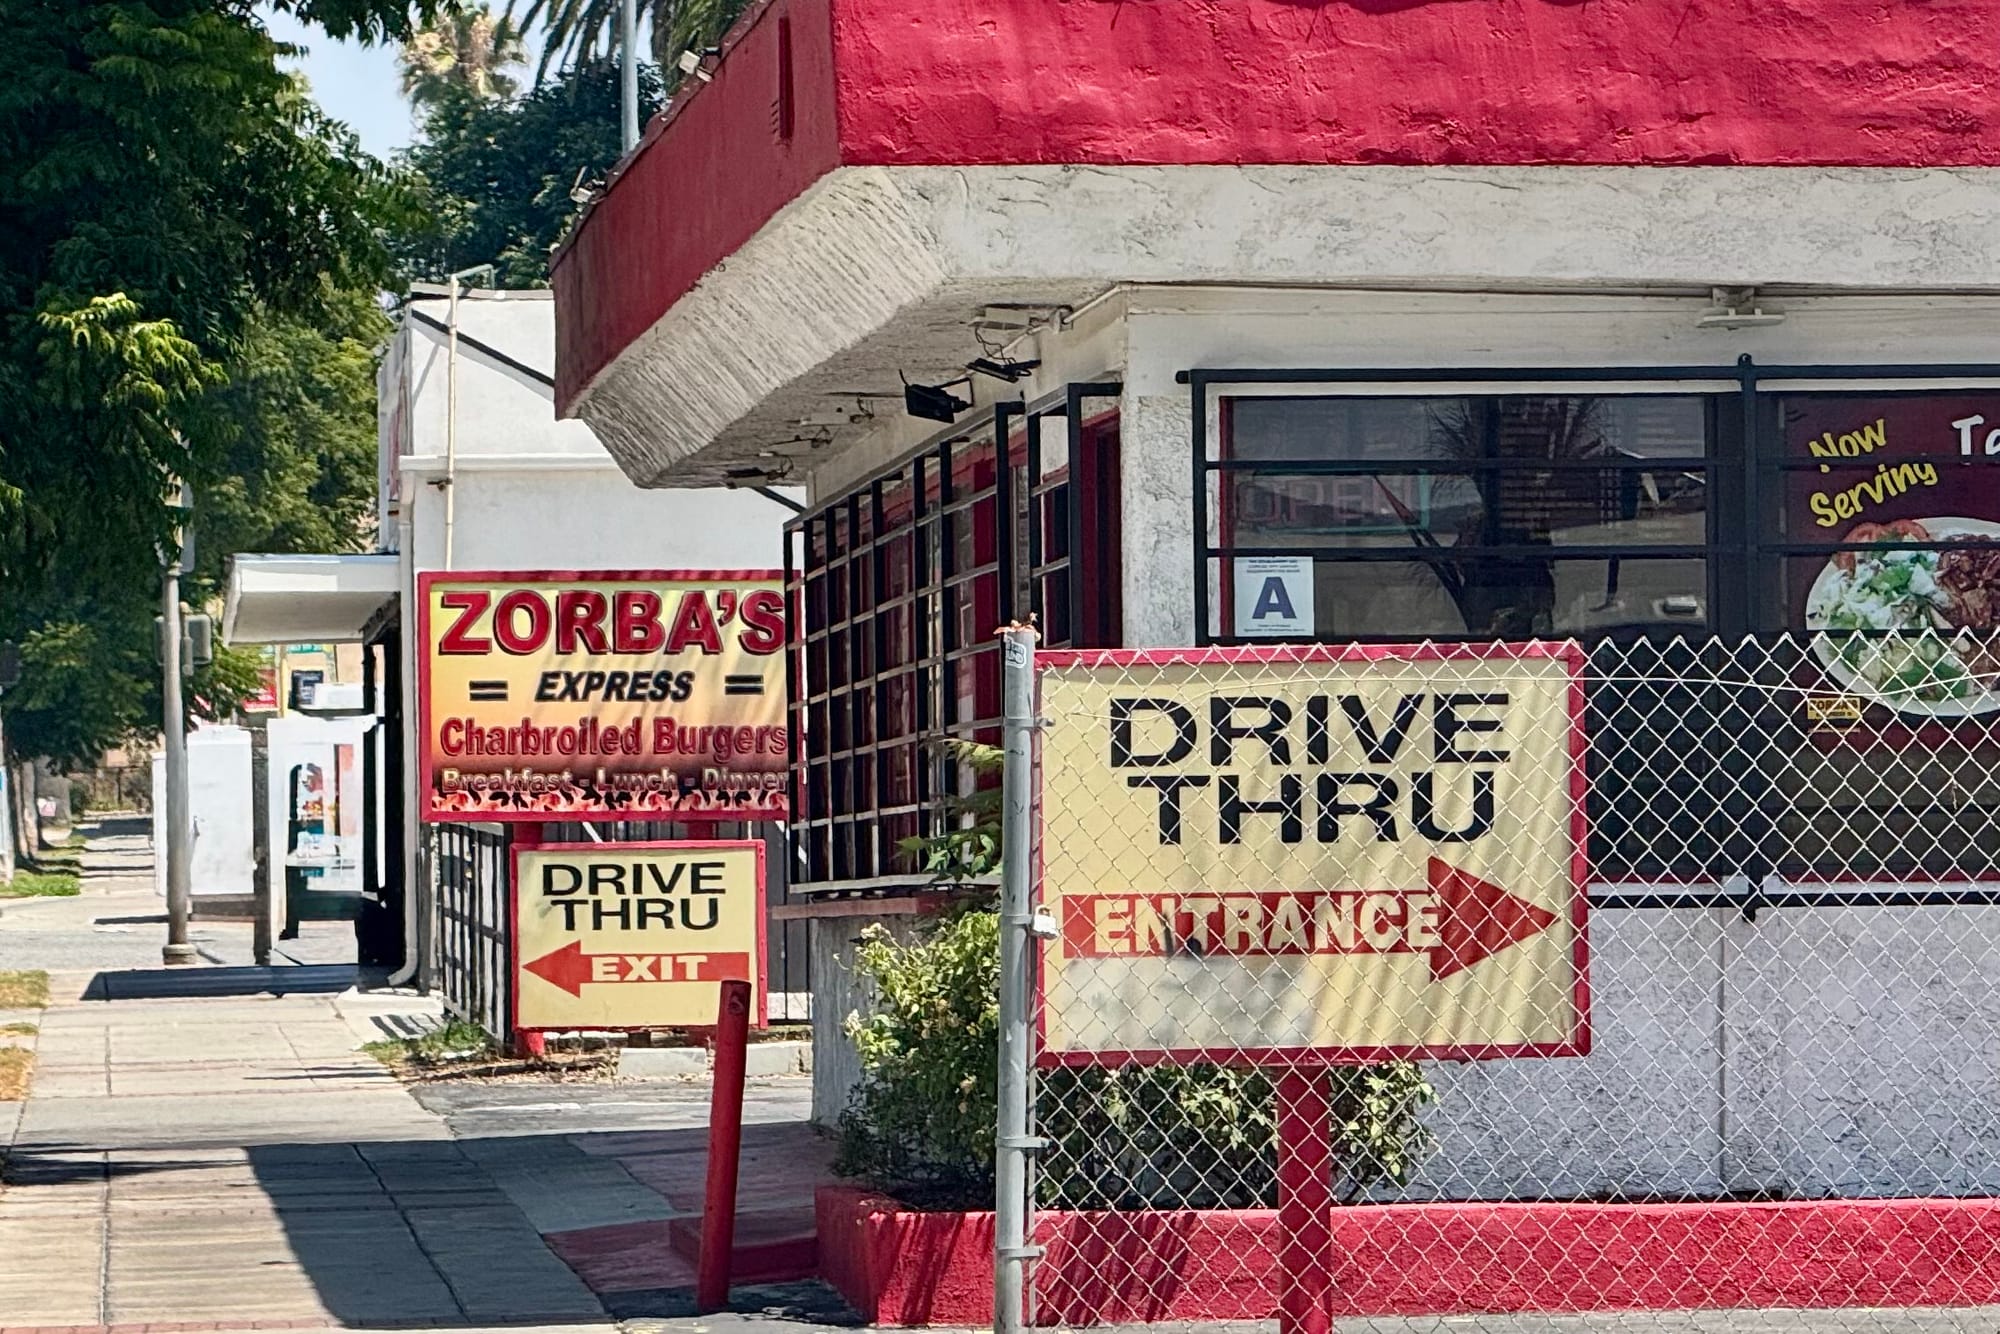 ZORBA'S
= EXPRESS =
Charbroiled Burgers
Breakfast - Lunch - Dinner
DRIVE
THRU
EXIT
OPEN
A
Now
Serving
DRIVE
THRU
ENTRANCE